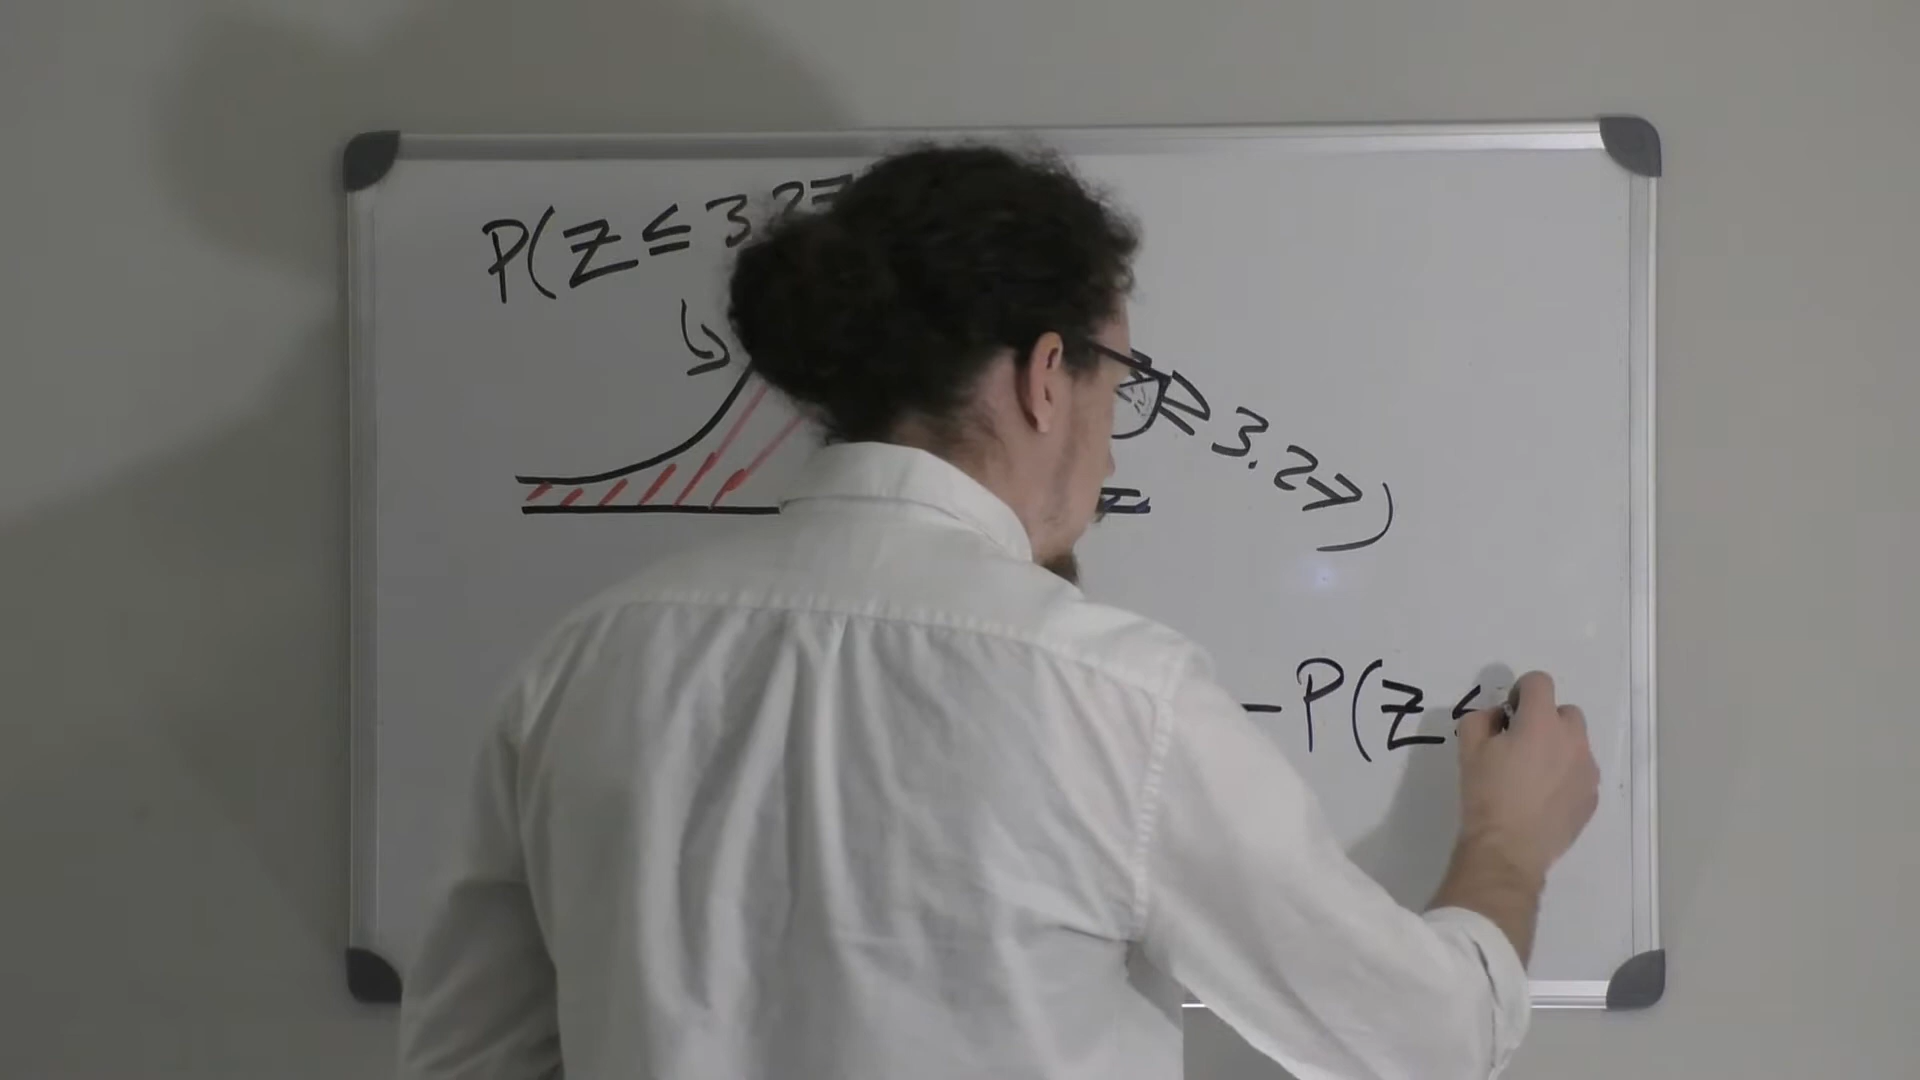 P(Z ≤ 3.27
≥ 3.27)
- P(Z ≤